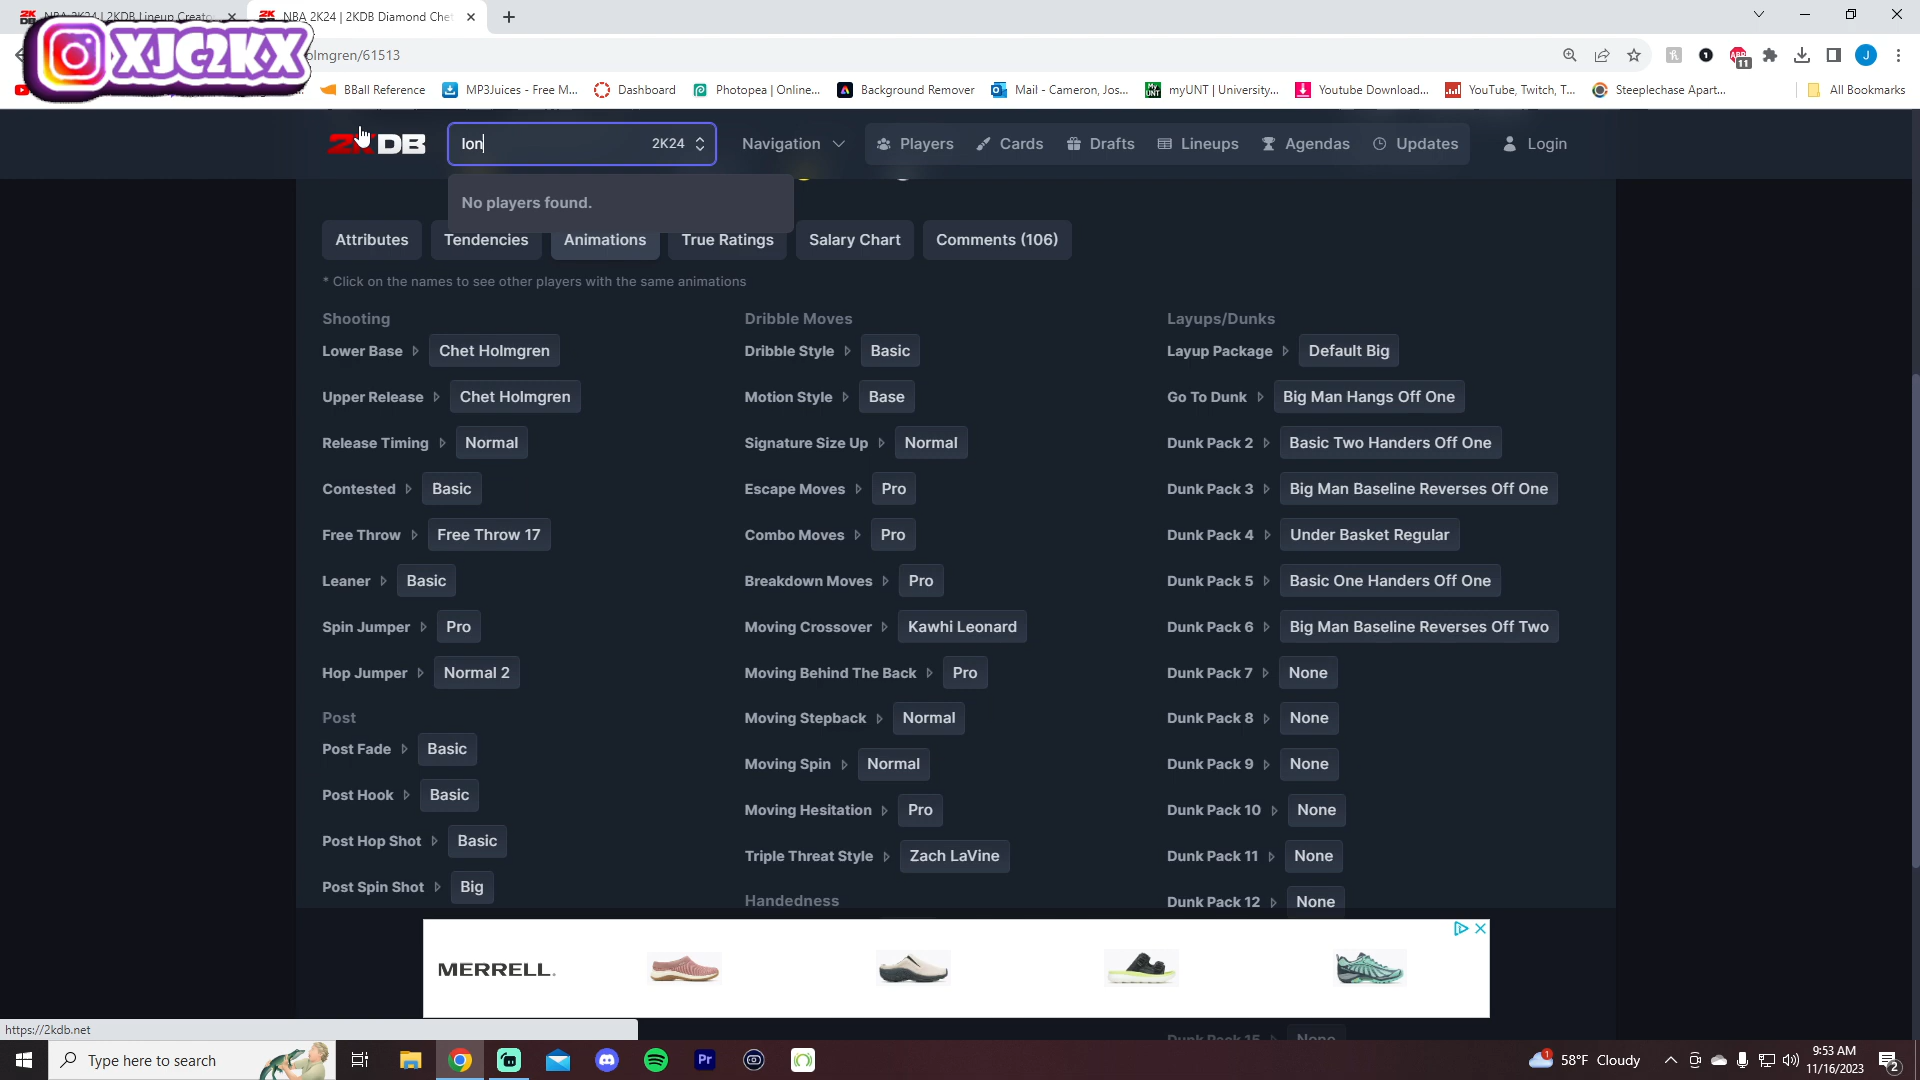 NBA 2K24 | 2KDB Lineup Creato
NBA 2K24 | 2KDB Diamond Chet
XJC2KX
olmgren/61513
BBall Reference
MP3Juices - Free M...
Dashboard
Photopea | Online...
Background Remover
Mail - Cameron, Jos...
myUNT | University...
Youtube Download...
YouTube, Twitch, T...
Steeplechase Apart...
All Bookmarks
2KDB
lon
2K24
Navigation
Players
Cards
Drafts
Lineups
Agendas
Updates
Login
No players found.
Attributes
Tendencies
Animations
True Ratings
Salary Chart
Comments (106)
* Click on the names to see other players with the same animations
Shooting
Lower Base Chet Holmgren
Upper Release Chet Holmgren
Release Timing Normal
Contested Basic
Free Throw Free Throw 17
Leaner Basic
Spin Jumper Pro
Hop Jumper Normal 2
Post
Post Fade Basic
Post Hook Basic
Post Hop Shot Basic
Post Spin Shot Big
Dribble Moves
Dribble Style Basic
Motion Style Base
Signature Size Up Normal
Escape Moves Pro
Combo Moves Pro
Breakdown Moves Pro
Moving Crossover Kawhi Leonard
Moving Behind The Back Pro
Moving Stepback Normal
Moving Spin Normal
Moving Hesitation Pro
Triple Threat Style Zach LaVine
Handedness
Layups/Dunks
Layup Package Default Big
Go To Dunk Big Man Hangs Off One
Dunk Pack 2 Basic Two Handers Off One
Dunk Pack 3 Big Man Baseline Reverses Off One
Dunk Pack 4 Under Basket Regular
Dunk Pack 5 Basic One Handers Off One
Dunk Pack 6 Big Man Baseline Reverses Off Two
Dunk Pack 7 None
Dunk Pack 8 None
Dunk Pack 9 None
Dunk Pack 10 None
Dunk Pack 11 None
Dunk Pack 12 None
MERRELL.
Dunk Pack 15 None
https://2kdb.net
Type here to search
58°F Cloudy
9:53 AM
11/16/2023